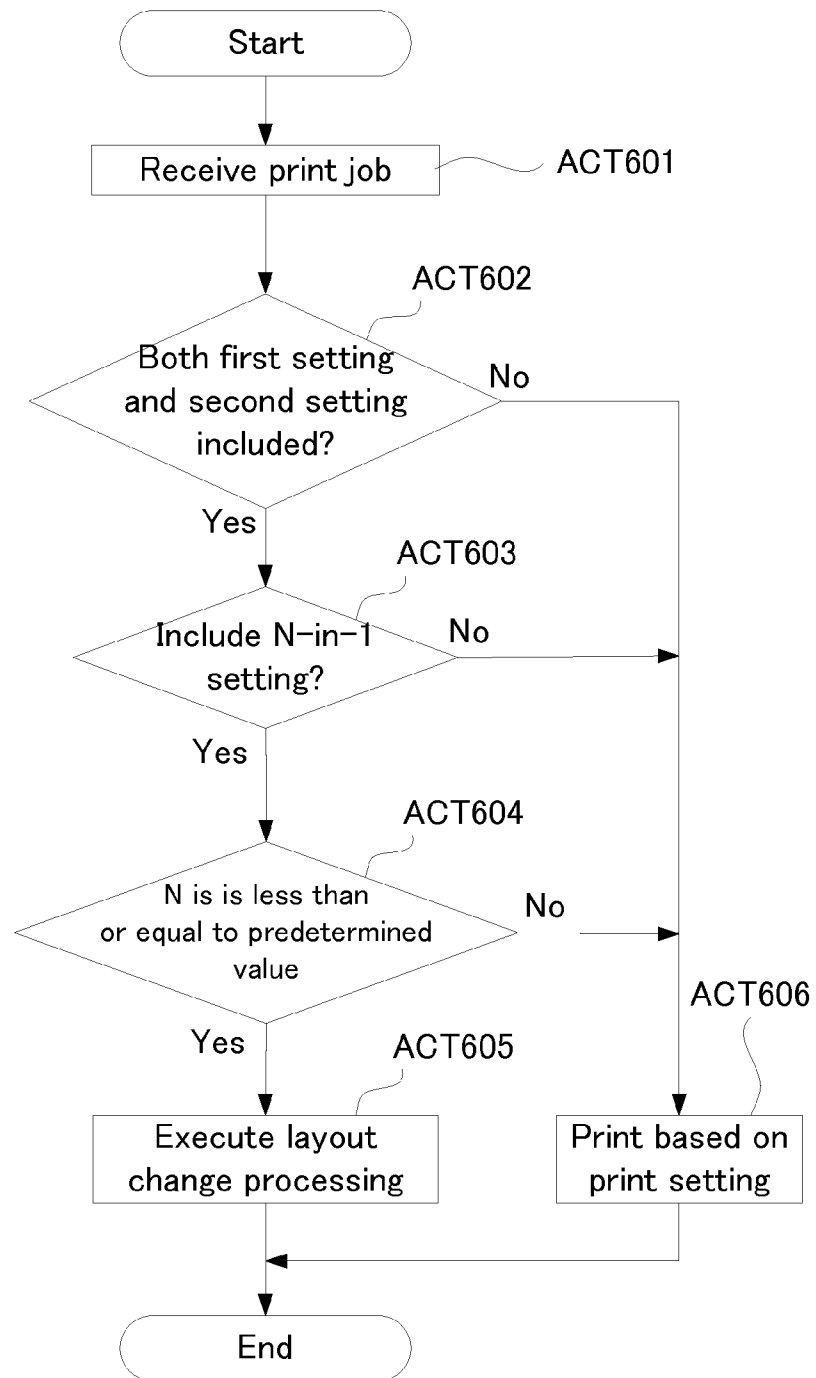 Start
Receive print job
ACT601
ACT602
Both first setting
and second setting
included?
No
Yes
ACT603
Include N-in-1
setting?
No
Yes
ACT604
N is is less than
or equal to predetermined
value
No
Yes
ACT605
Execute layout
change processing
ACT606
Print based on
print setting
End